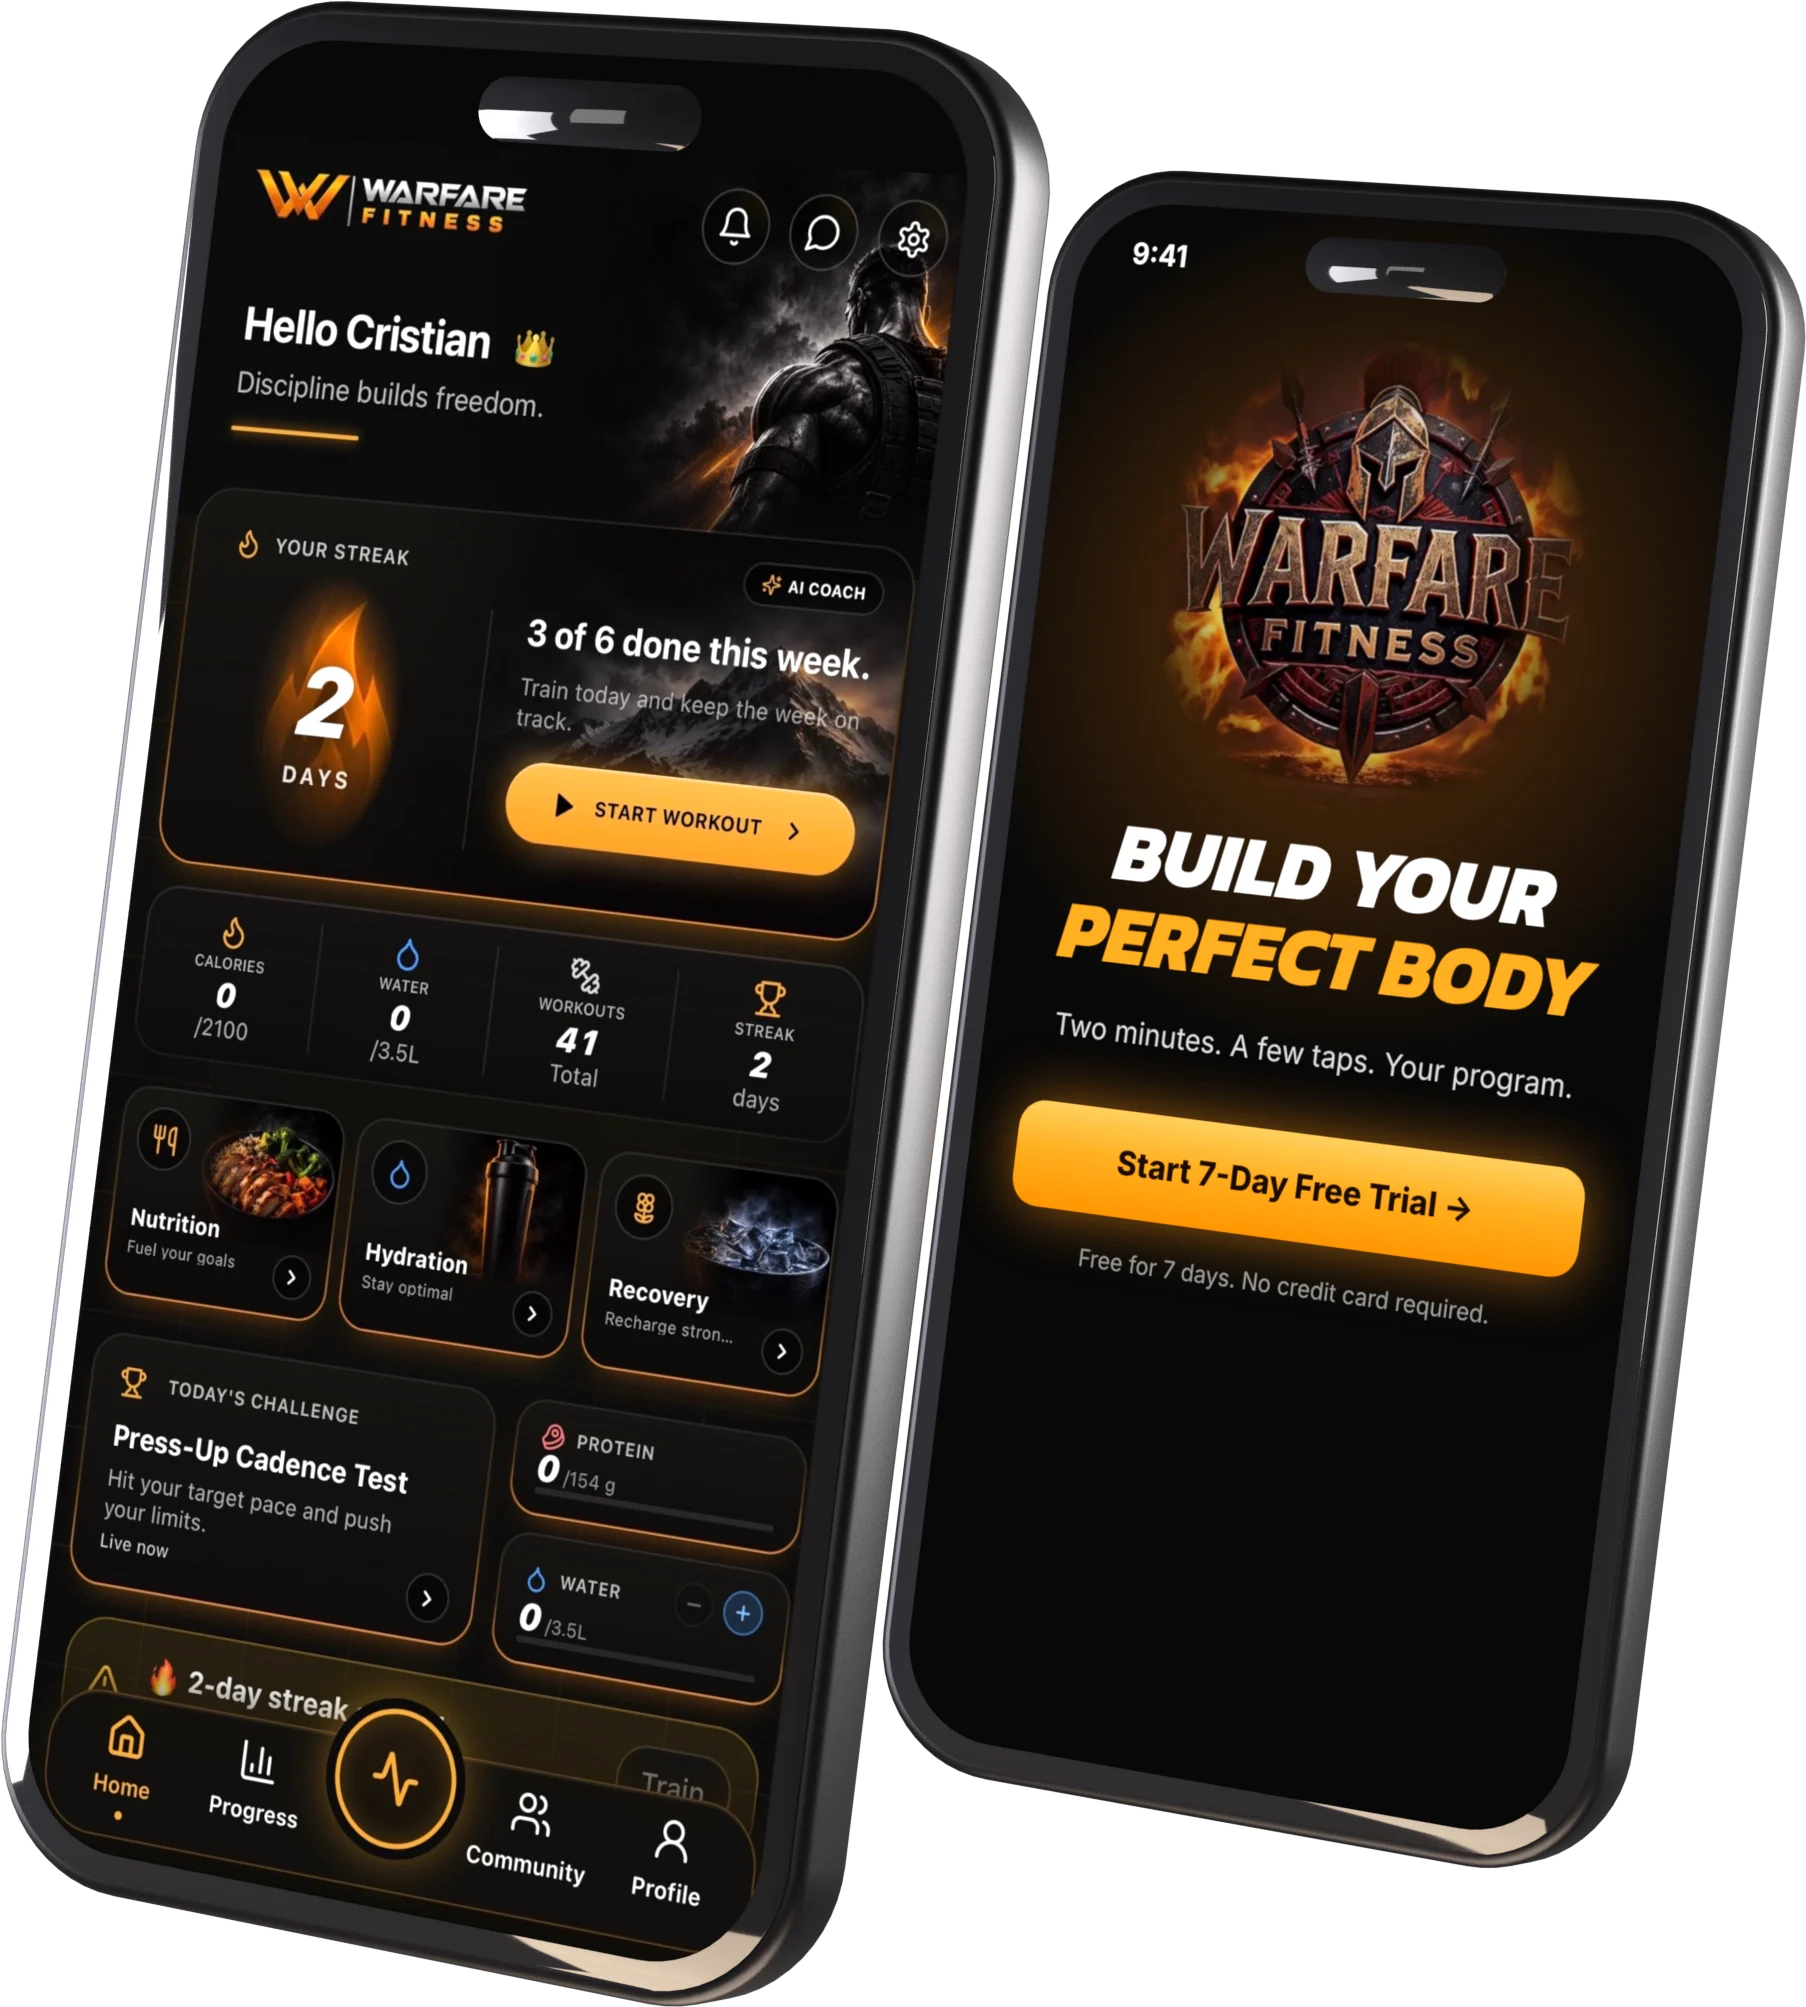 WARFARE
FITNESS
Hello Cristian 👑
Discipline builds freedom.
YOUR STREAK
AI COACH
2
DAYS
3 of 6 done this week.
Train today and keep the week on
track.
START WORKOUT
CALORIES
0
/2100
WATER
0
/3.5L
WORKOUTS
41
Total
STREAK
2
days
Nutrition
Fuel your goals
Hydration
Stay optimal
Recovery
Recharge stron...
TODAY'S CHALLENGE
Press-Up Cadence Test
Hit your target pace and push
your limits.
Live now
PROTEIN
0 /154 g
WATER
0 /3.5L
🔥 2-day streak
Train
Home
Progress
Community
Profile
9:41
WARFARE
FITNESS
BUILD YOUR
PERFECT BODY
Two minutes. A few taps. Your program.
Start 7-Day Free Trial →
Free for 7 days. No credit card required.